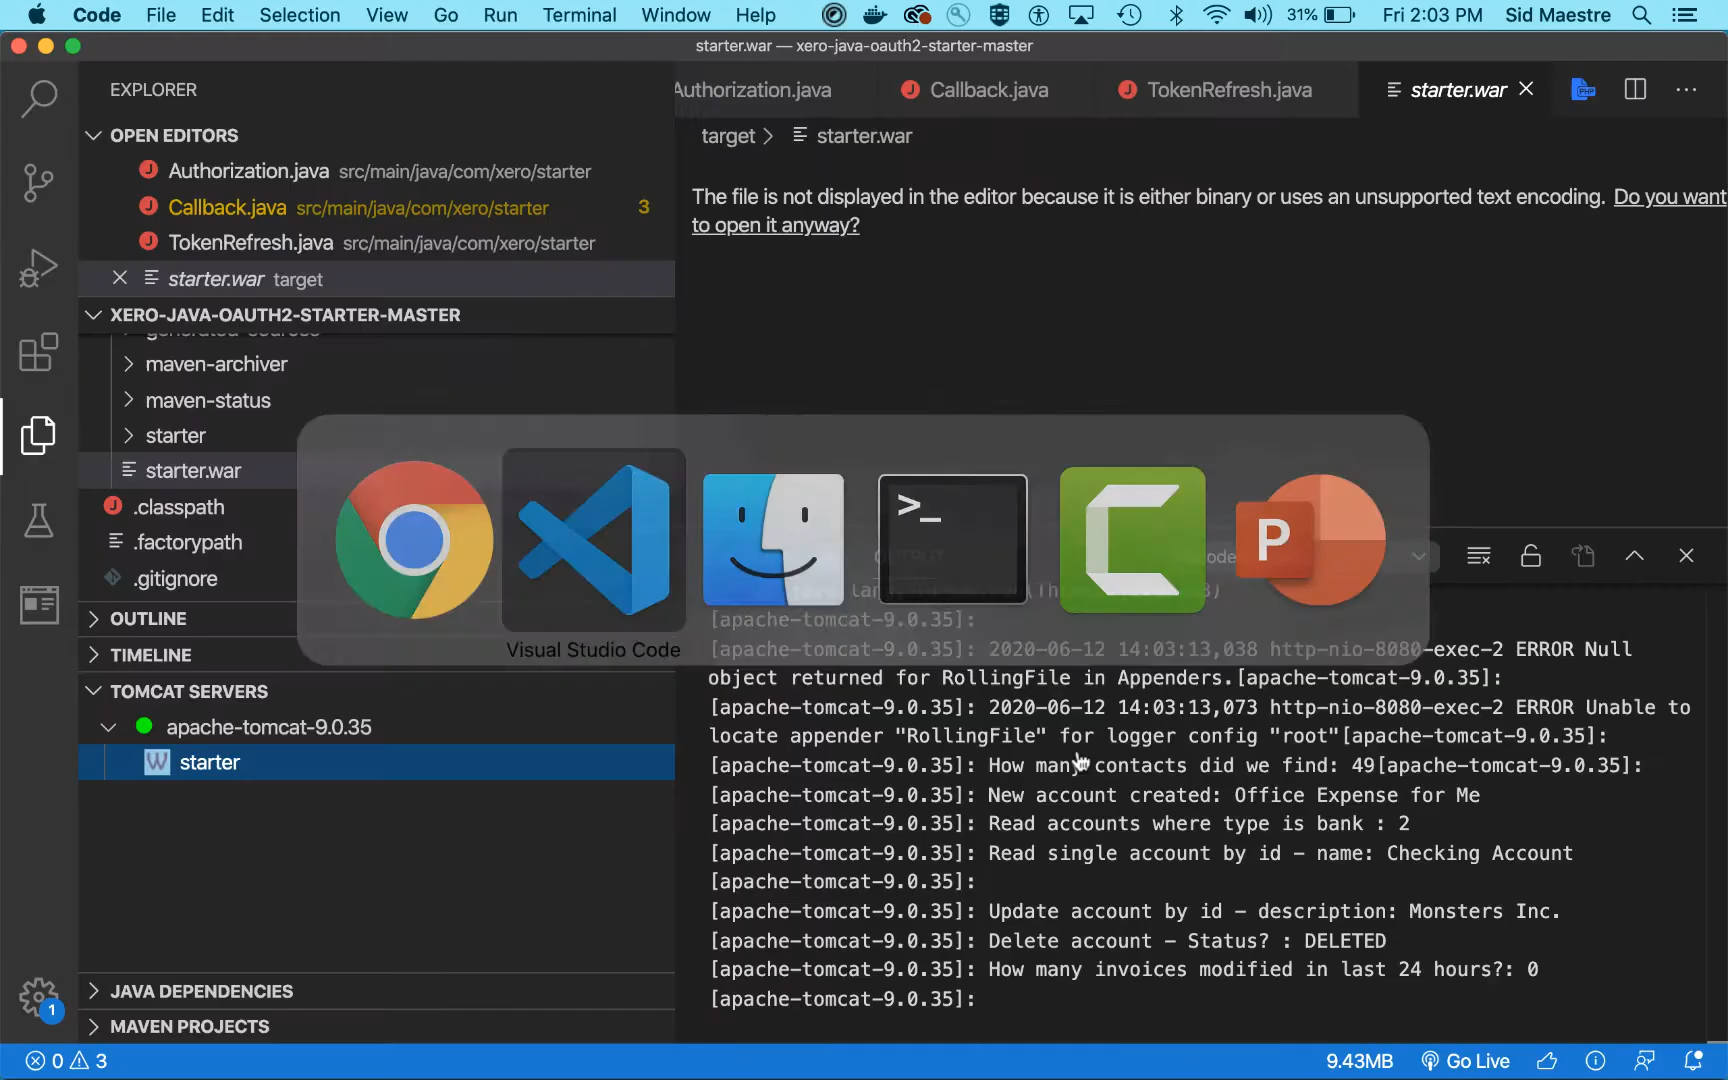 Code File Edit Selection View Go Run Terminal Window Help 31% Fri 2:03 PM Sid Maestre
starter.war — xero-java-oauth2-starter-master
EXPLORER
OPEN EDITORS
Authorization.java src/main/java/com/xero/starter
Callback.java src/main/java/com/xero/starter 3
TokenRefresh.java src/main/java/com/xero/starter
starter.war target
XERO-JAVA-OAUTH2-STARTER-MASTER
generated-sources
maven-archiver
maven-status
starter
starter.war
.classpath
.factorypath
.gitignore
OUTLINE
TIMELINE
TOMCAT SERVERS
apache-tomcat-9.0.35
W starter
JAVA DEPENDENCIES
MAVEN PROJECTS
Authorization.java Callback.java TokenRefresh.java starter.war PHP
target > starter.war
The file is not displayed in the editor because it is either binary or uses an unsupported text encoding. Do you want
to open it anyway?
>_ P
Visual Studio Code
OUTPUT
[apache-tomcat-9.0.35]:
[apache-tomcat-9.0.35]: 2020-06-12 14:03:13,038 http-nio-8080-exec-2 ERROR Null
object returned for RollingFile in Appenders.[apache-tomcat-9.0.35]:
[apache-tomcat-9.0.35]: 2020-06-12 14:03:13,073 http-nio-8080-exec-2 ERROR Unable to
locate appender "RollingFile" for logger config "root"[apache-tomcat-9.0.35]:
[apache-tomcat-9.0.35]: How many contacts did we find: 49[apache-tomcat-9.0.35]:
[apache-tomcat-9.0.35]: New account created: Office Expense for Me
[apache-tomcat-9.0.35]: Read accounts where type is bank : 2
[apache-tomcat-9.0.35]: Read single account by id - name: Checking Account
[apache-tomcat-9.0.35]:
[apache-tomcat-9.0.35]: Update account by id - description: Monsters Inc.
[apache-tomcat-9.0.35]: Delete account - Status? : DELETED
[apache-tomcat-9.0.35]: How many invoices modified in last 24 hours?: 0
[apache-tomcat-9.0.35]:
1
0 3 9.43MB Go Live